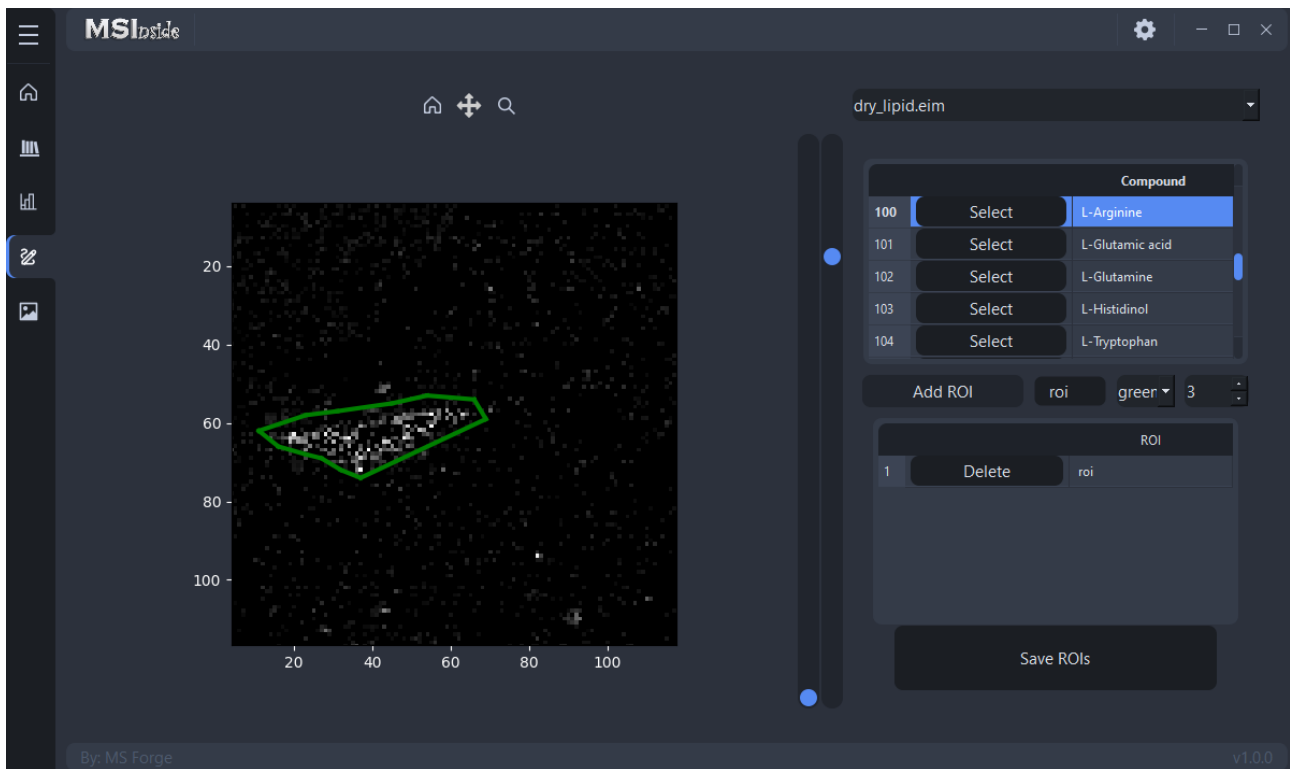 MSInside
dry_lipid.eim
Compound
100 Select L-Arginine
101 Select L-Glutamic acid
102 Select L-Glutamine
103 Select L-Histidinol
104 Select L-Tryptophan
Add ROI roi green 3
ROI
1 Delete roi
Save ROIs
20
40
60
80
100
20 40 60 80 100
By: MS Forge v1.0.0